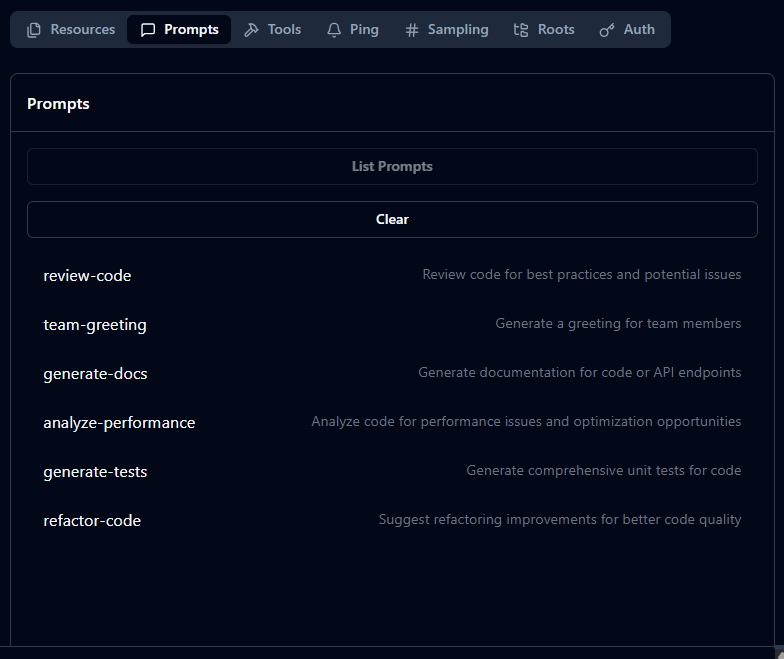 Resources Prompts Tools Ping Sampling Roots Auth
Prompts
List Prompts
Clear
review-code Review code for best practices and potential issues
team-greeting Generate a greeting for team members
generate-docs Generate documentation for code or API endpoints
analyze-performance Analyze code for performance issues and optimization opportunities
generate-tests Generate comprehensive unit tests for code
refactor-code Suggest refactoring improvements for better code quality